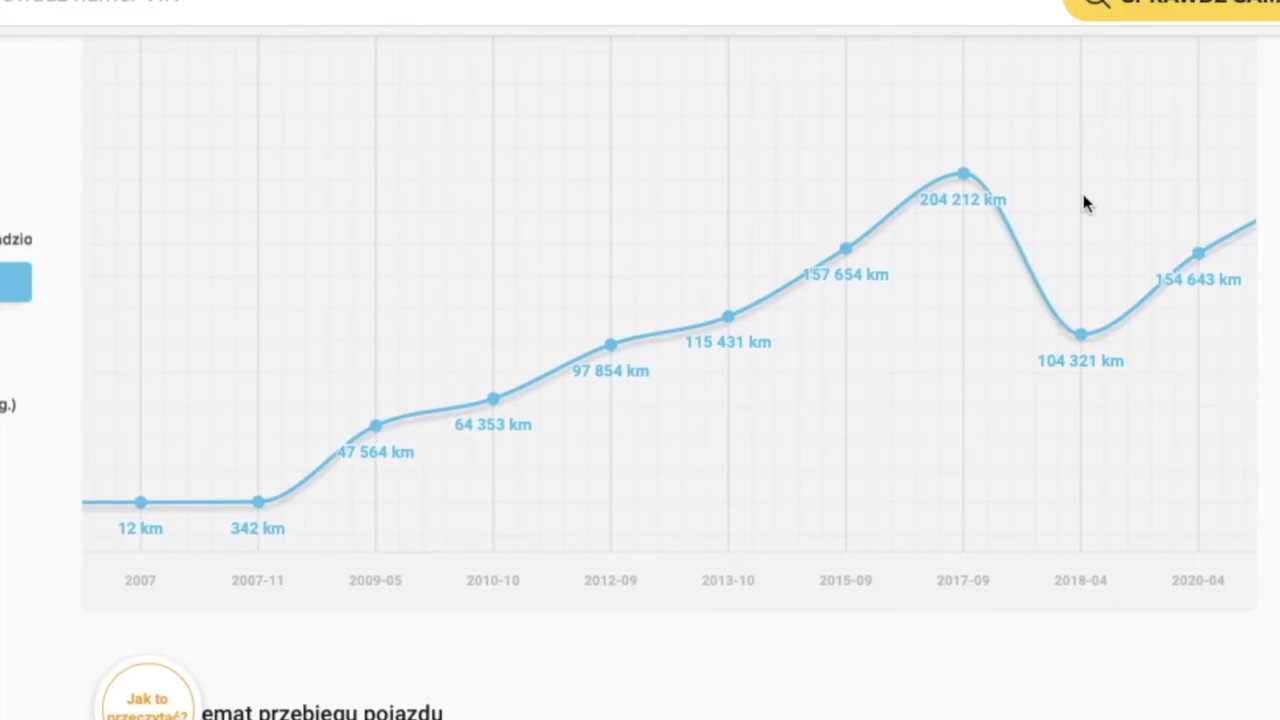 204 212 km
157 654 km
154 643 km
115 431 km
104 321 km
97 854 km
64 353 km
47 564 km
12 km
342 km
2007
2007-11
2009-05
2010-10
2012-09
2013-10
2015-09
2017-09
2018-04
2020-04
g.)
Jak to
przeczytać?
emat przebiegu pojazdu